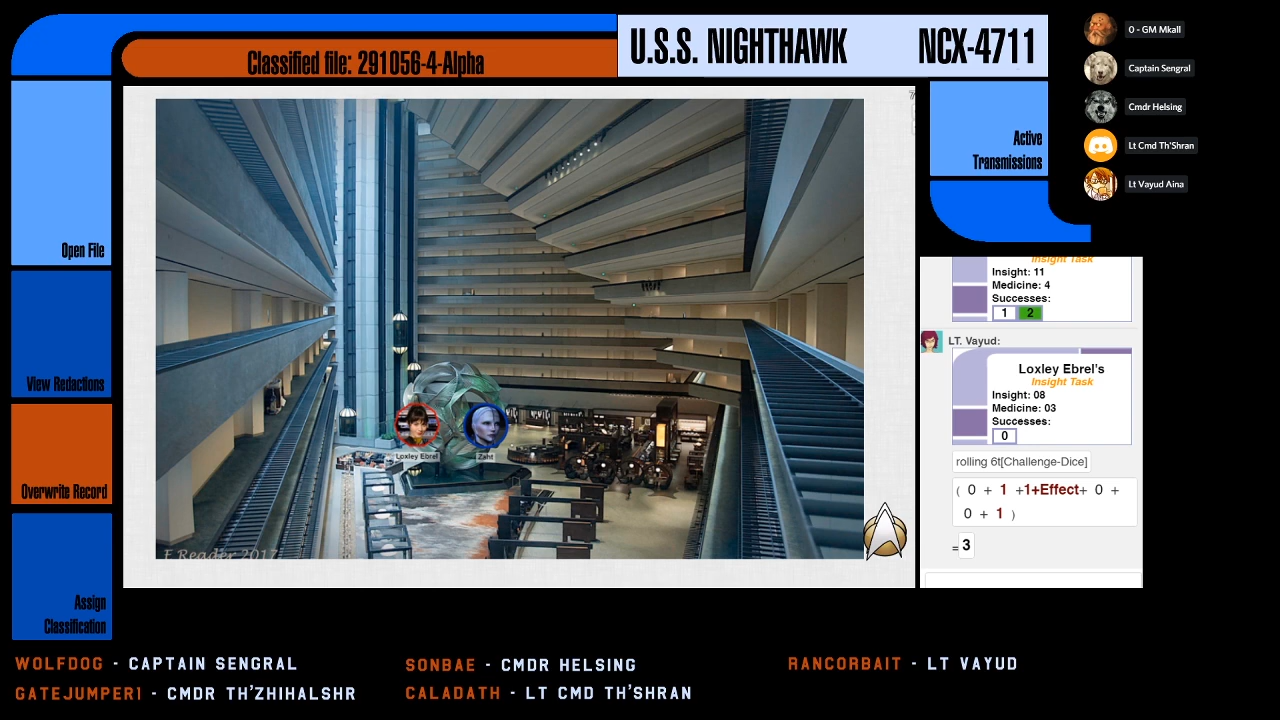 Classified file: 291056-4-Alpha
U.S.S. NIGHTHAWK NCX-4711
Open File
View Redactions
Overwrite Record
Assign
Classification
Active
Transmissions
0 - GM Mkall
Captain Sengral
Cmdr Helsing
Lt Cmd Th'Shran
Lt Vayud Aina
Loxley Ebrel
Zaht
F Reader 2017
Insight Task
Insight: 11
Medicine: 4
Successes:
1 2
LT. Vayud:
Loxley Ebrel's
Insight Task
Insight: 08
Medicine: 03
Successes:
0
rolling 6t[Challenge-Dice]
( 0 + 1 +1+Effect+ 0 +
0 + 1 )
=3
WOLFDOG - CAPTAIN SENGRAL
SONBAE - CMDR HELSING
RANCORBAIT - LT VAYUD
GATEJUMPER1 - CMDR TH'ZHIHALSHR
CALADATH - LT CMD TH'SHRAN